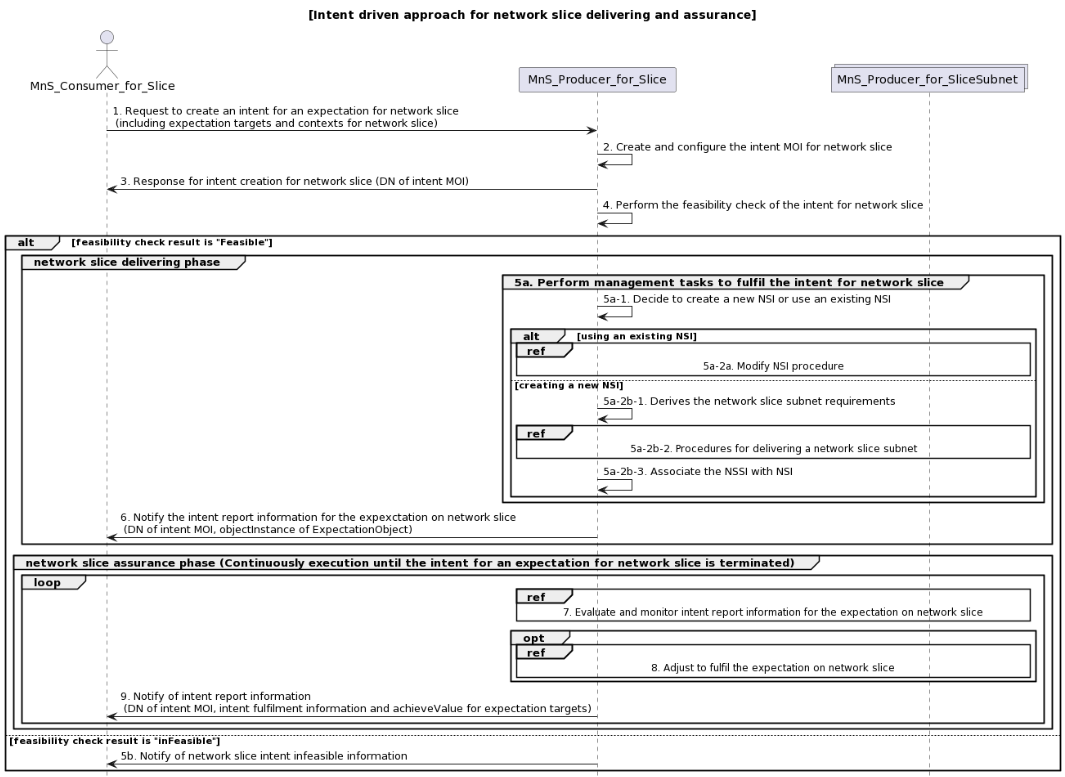 [Intent driven approach for network slice delivering and assurance]
MnS_Consumer_for_Slice
MnS_Producer_for_Slice
MnS_Producer_for_SliceSubnet
1. Request to create an intent for an expectation for network slice
(including expectation targets and contexts for network slice)
2. Create and configure the intent MOI for network slice
3. Response for intent creation for network slice (DN of intent MOI)
4. Perform the feasibility check of the intent for network slice
alt [feasibility check result is "Feasible"]
network slice delivering phase
5a. Perform management tasks to fulfil the intent for network slice
5a-1. Decide to create a new NSI or use an existing NSI
alt [using an existing NSI]
ref
5a-2a. Modify NSI procedure
[creating a new NSI]
5a-2b-1. Derives the network slice subnet requirements
ref
5a-2b-2. Procedures for delivering a network slice subnet
5a-2b-3. Associate the NSSI with NSI
6. Notify the intent report information for the expexctation on network slice
(DN of intent MOI, objectInstance of ExpectationObject)
network slice assurance phase (Continuously execution until the intent for an expectation for network slice is terminated)
loop
ref
7. Evaluate and monitor intent report information for the expectation on network slice
opt
ref
8. Adjust to fulfil the expectation on network slice
9. Notify of intent report information
(DN of intent MOI, intent fulfilment information and achieveValue for expectation targets)
[feasibility check result is "inFeasible"]
5b. Notify of network slice intent infeasible information